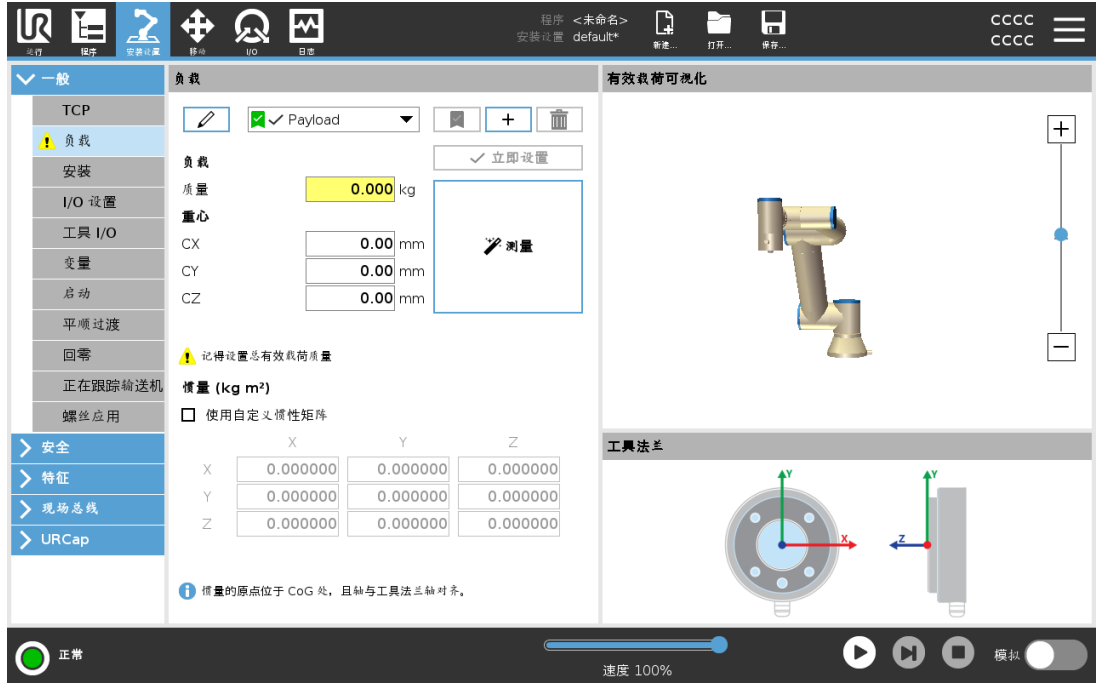 UR
运行
程序
安装设置
移动
I/O
日志
程序 <未命名>
安装设置 default*
新建...
打开...
保存...
CCCC
CCCC
一般
TCP
负载
安装
I/O 设置
工具 I/O
变量
启动
平顺过渡
回零
正在跟踪输送机
螺丝应用
安全
特征
现场总线
URCap
负载
Payload
负载
立即设置
质量 0.000 kg
重心
CX 0.00 mm
CY 0.00 mm
CZ 0.00 mm
测量
记得设置总有效载荷质量
惯量 (kg m²)
使用自定义惯性矩阵
X Y Z
X 0.000000 0.000000 0.000000
Y 0.000000 0.000000 0.000000
Z 0.000000 0.000000 0.000000
惯量的原点位于 CoG 处，且轴与工具法兰轴对齐。
有效载荷可视化
工具法兰
Y
X
Y
Z
正常
速度 100%
模拟